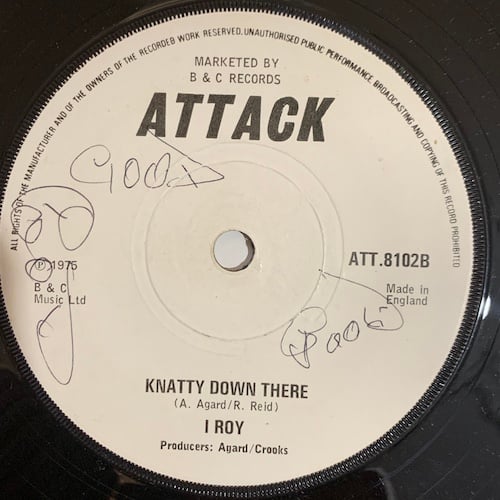 ALL RIGHTS OF THE MANUFACTURER AND OF THE OWNERS OF THE RECORDED WORK RESERVED. UNAUTHORISED PUBLIC PERFORMANCE BROADCASTING AND COPYING OF THIS RECORD PROHIBITED
MARKETED BY
B & C RECORDS
ATTACK
GOOD
ATT.8102B
℗ 1975
B & C
Music Ltd
Made in
England
KNATTY DOWN THERE
(A. Agard/R. Reid)
I ROY
Producers: Agard/Crooks